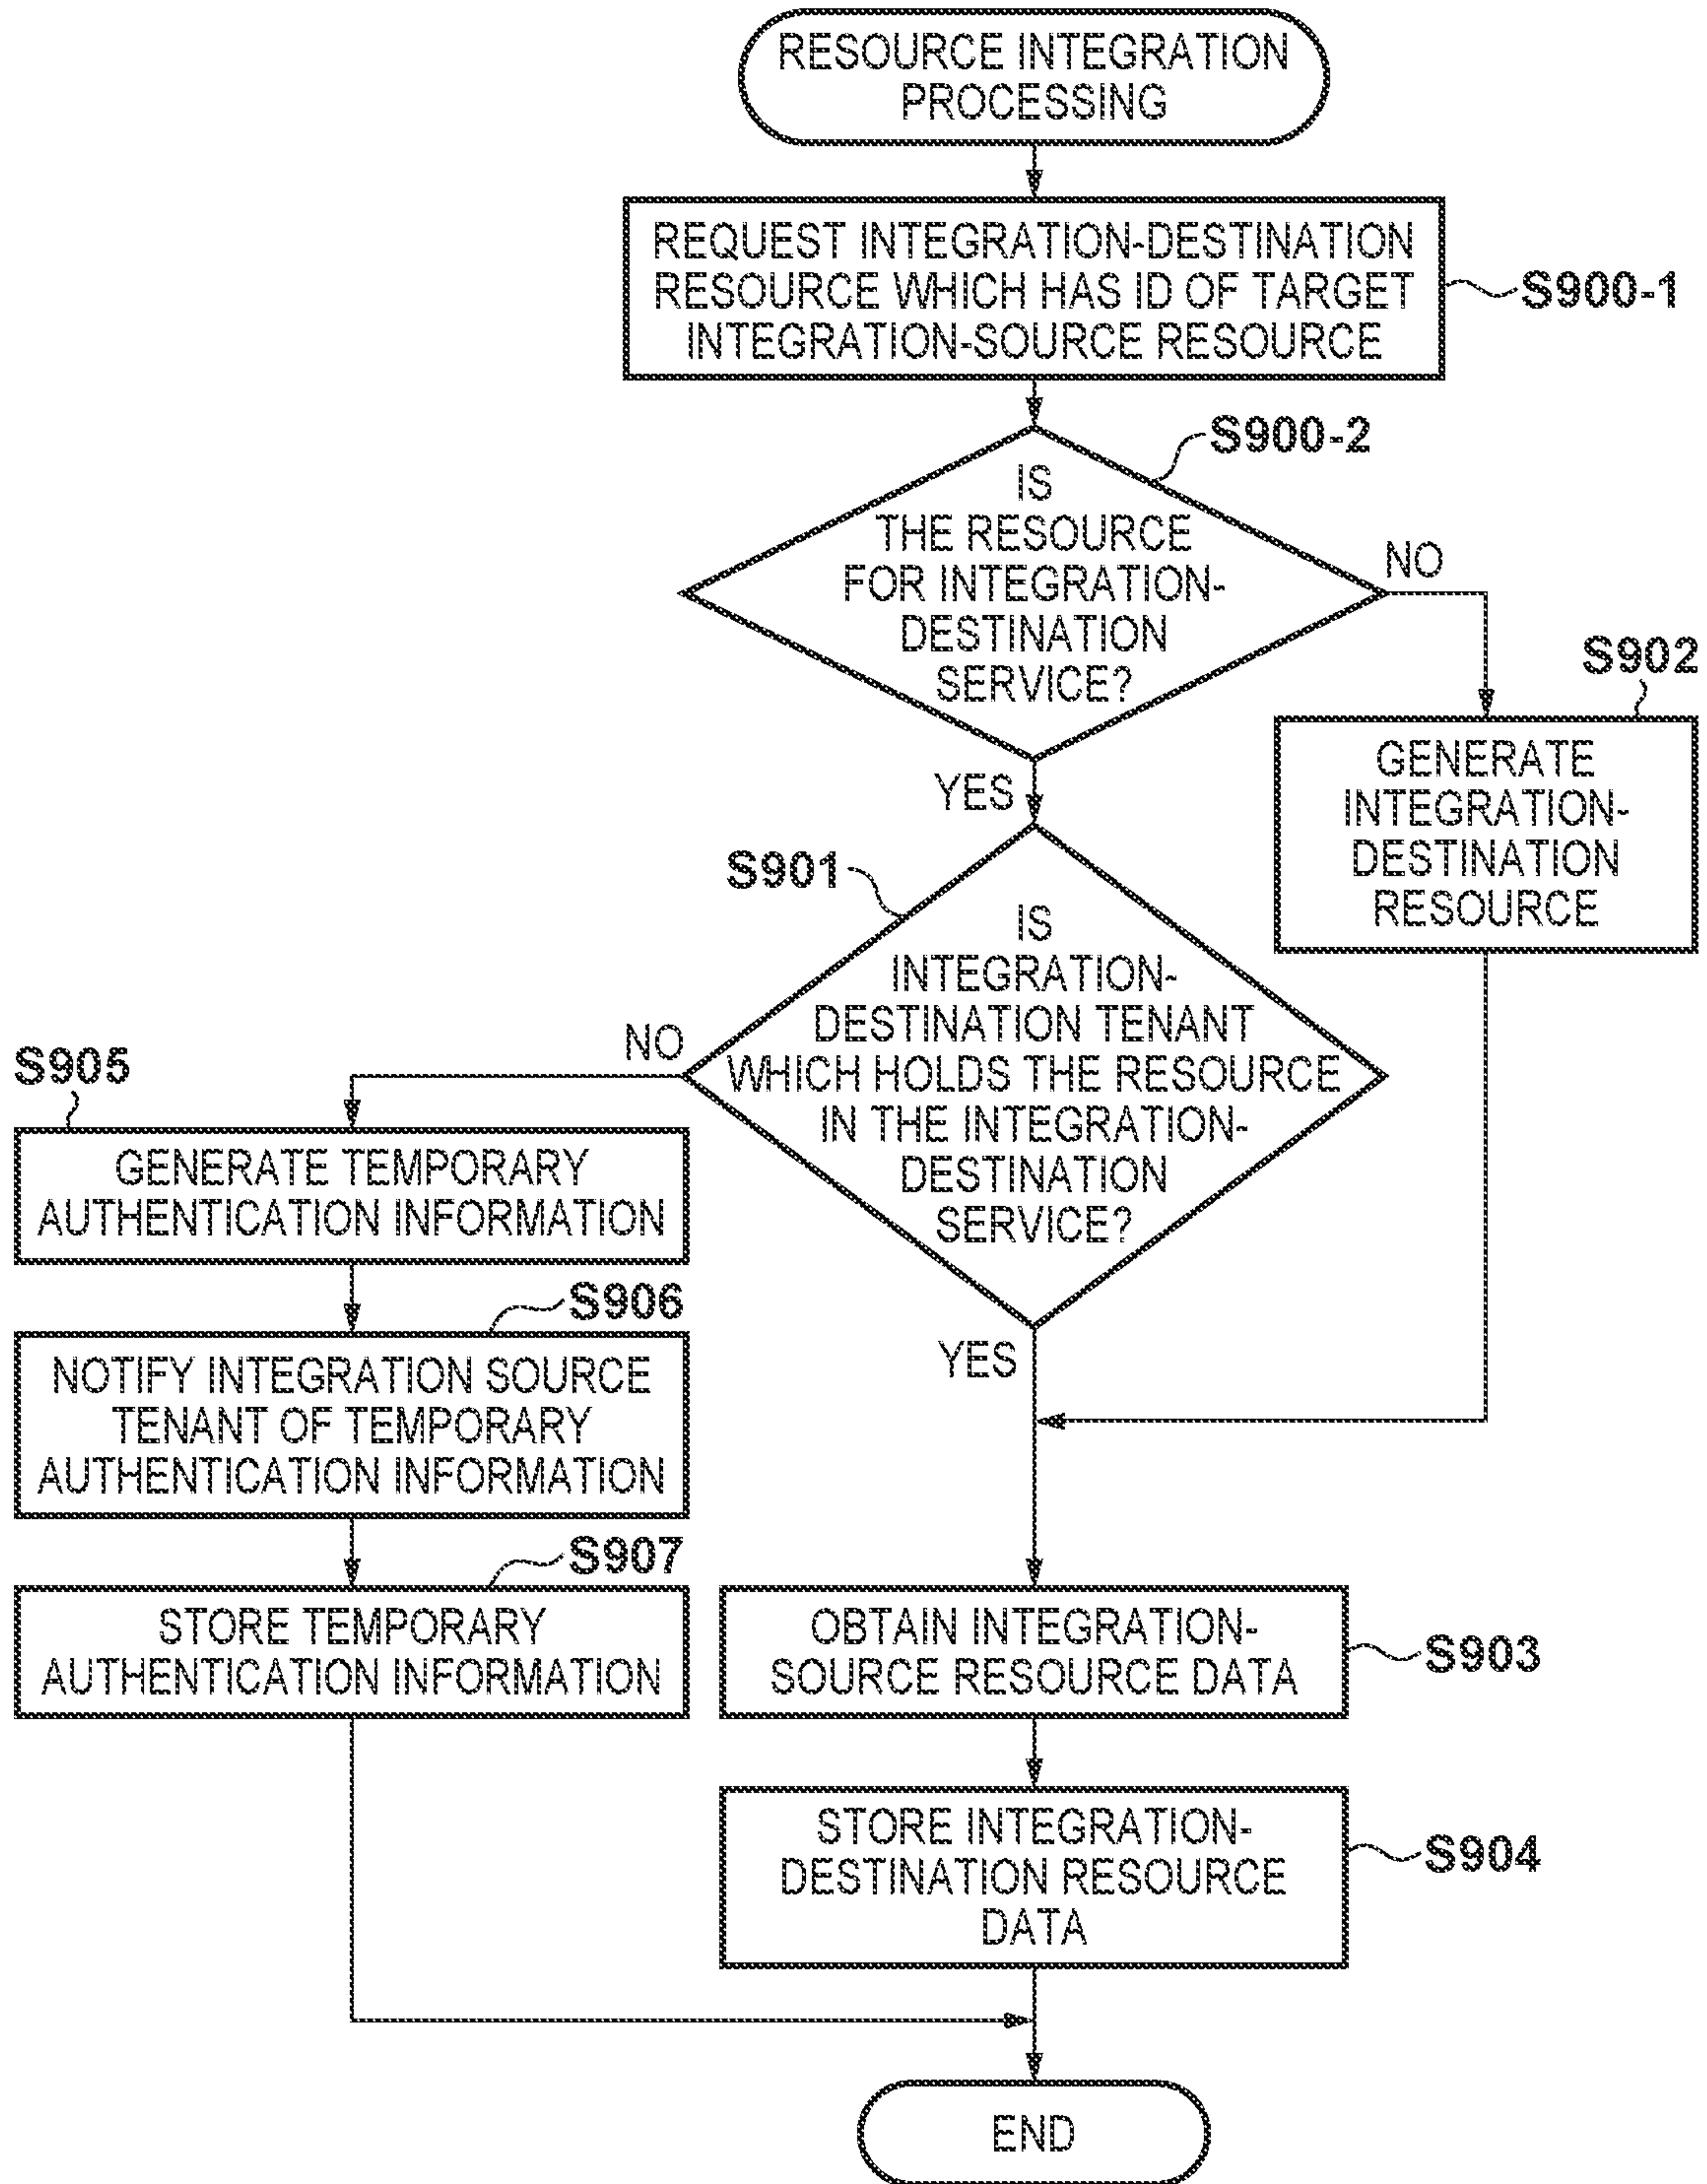 RESOURCE INTEGRATION
PROCESSING
REQUEST INTEGRATION-DESTINATION
RESOURCE WHICH HAS ID OF TARGET
INTEGRATION-SOURCE RESOURCE
S900-1
S900-2
IS
THE RESOURCE
FOR INTEGRATION-
DESTINATION
SERVICE?
NO
YES
S902
GENERATE
INTEGRATION-
DESTINATION
RESOURCE
S901
IS
INTEGRATION-
DESTINATION TENANT
WHICH HOLDS THE RESOURCE
IN THE INTEGRATION-
DESTINATION
SERVICE?
NO
YES
S905
GENERATE TEMPORARY
AUTHENTICATION INFORMATION
S906
NOTIFY INTEGRATION SOURCE
TENANT OF TEMPORARY
AUTHENTICATION INFORMATION
S907
STORE TEMPORARY
AUTHENTICATION INFORMATION
OBTAIN INTEGRATION-
SOURCE RESOURCE DATA
S903
STORE INTEGRATION-
DESTINATION RESOURCE
DATA
S904
END